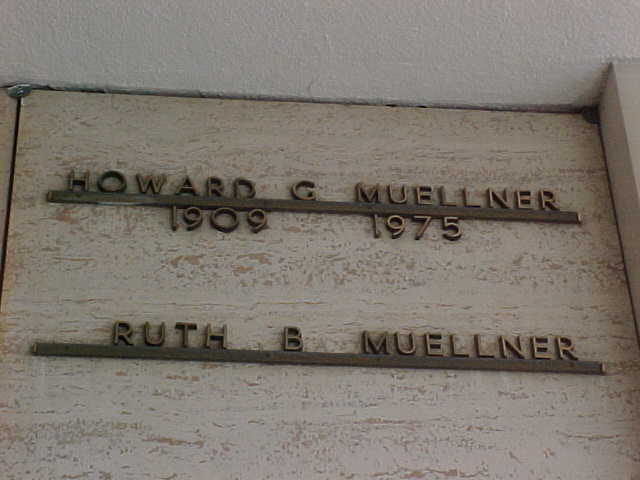 HOWARD G MUELLNER
1909 1975
RUTH B MUELLNER